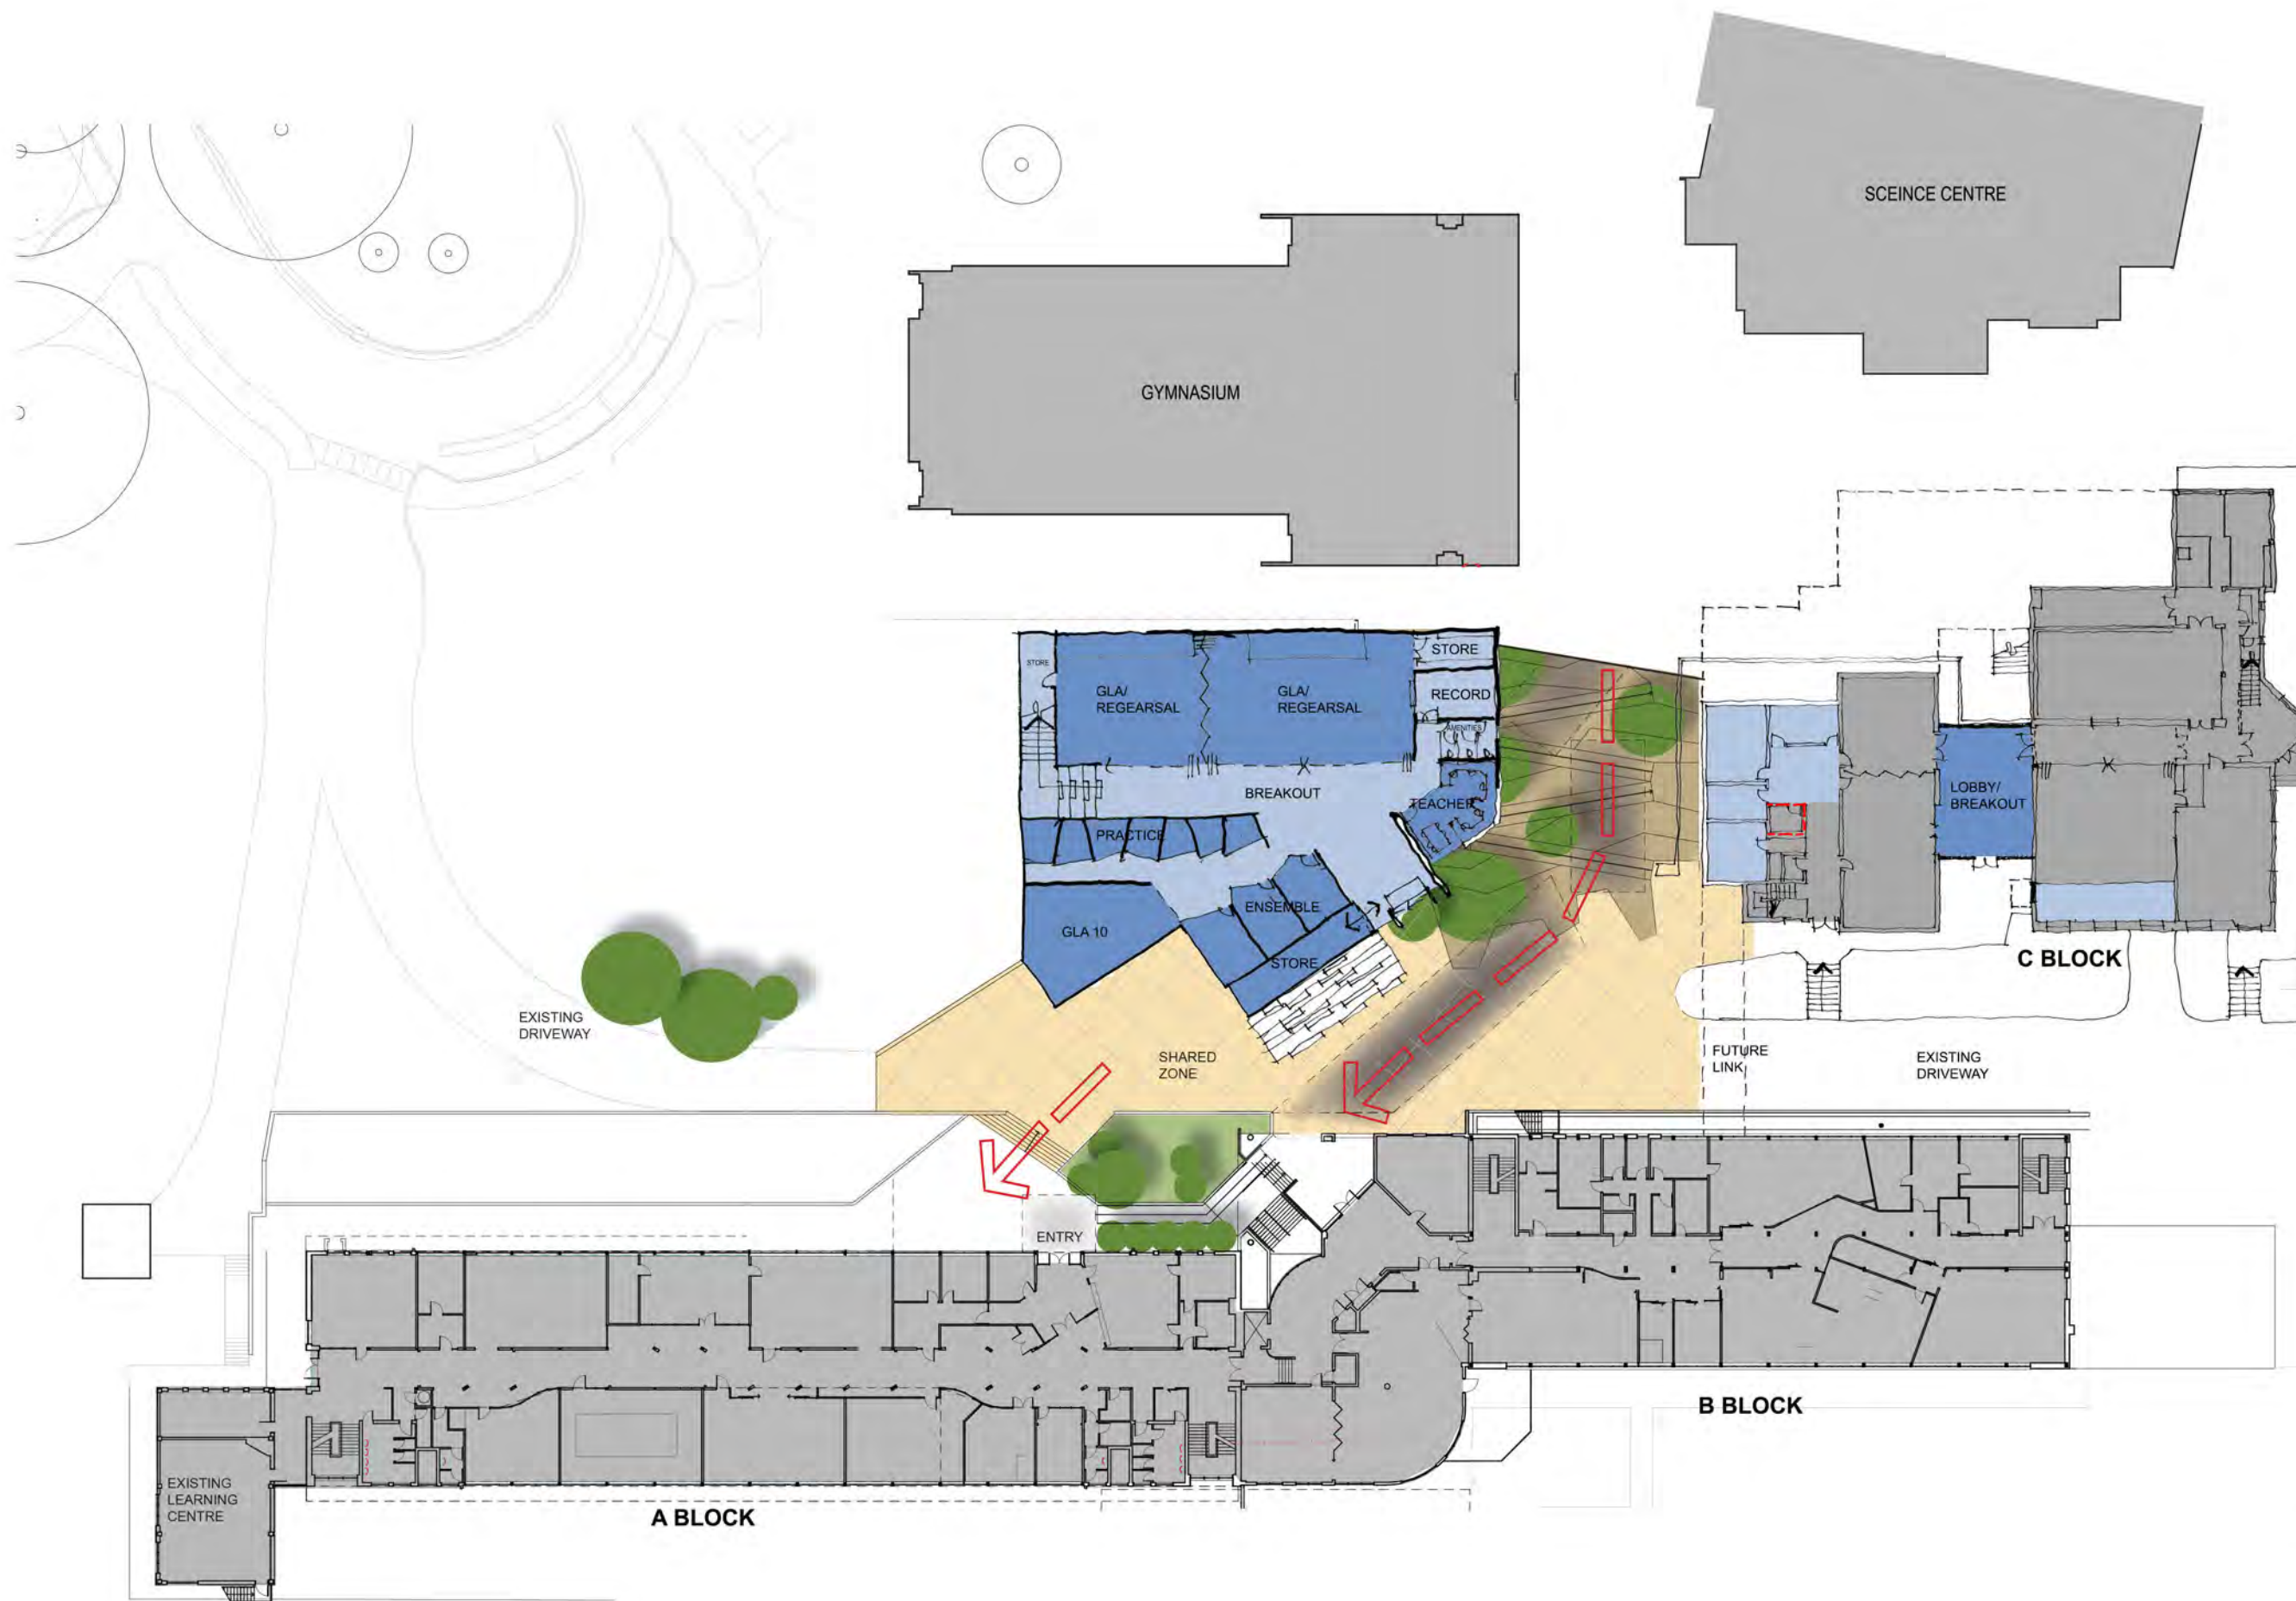 SCEINCE CENTRE
GYMNASIUM
STORE
GLA/
REGEARSAL
GLA/
REGEARSAL
STORE
RECORD
AMENITIES
BREAKOUT
TEACHER
PRACTICE
LOBBY/
BREAKOUT
ENSEMBLE
GLA 10
STORE
C BLOCK
EXISTING
DRIVEWAY
SHARED
ZONE
FUTURE
LINK
EXISTING
DRIVEWAY
ENTRY
B BLOCK
EXISTING
LEARNING
CENTRE
A BLOCK